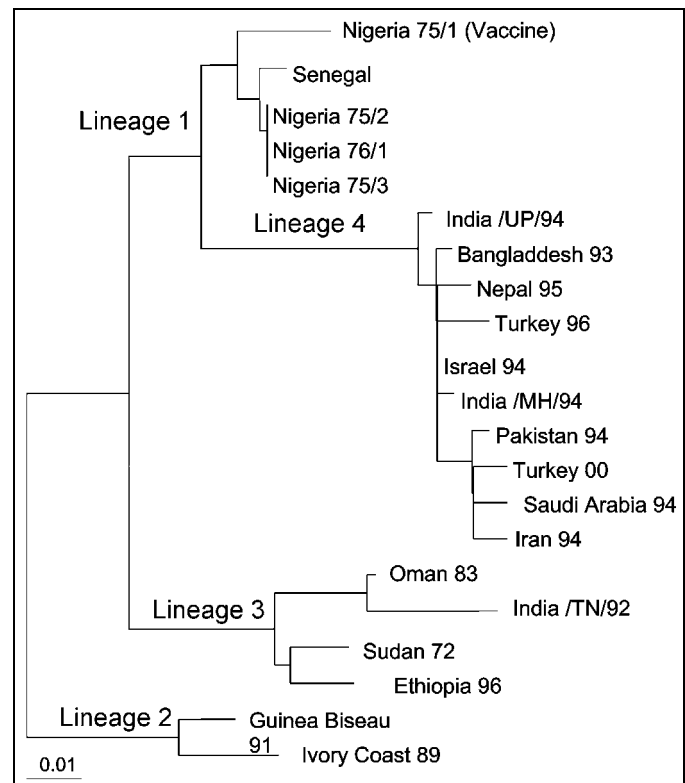 Nigeria 75/1 (Vaccine)
Senegal
Lineage 1
Nigeria 75/2
Nigeria 76/1
Nigeria 75/3
Lineage 4
India /UP/94
Bangladdesh 93
Nepal 95
Turkey 96
Israel 94
India /MH/94
Pakistan 94
Turkey 00
Saudi Arabia 94
Iran 94
Oman 83
Lineage 3
India /TN/92
Sudan 72
Ethiopia 96
Lineage 2
Guinea Biseau
91
Ivory Coast 89
0.01